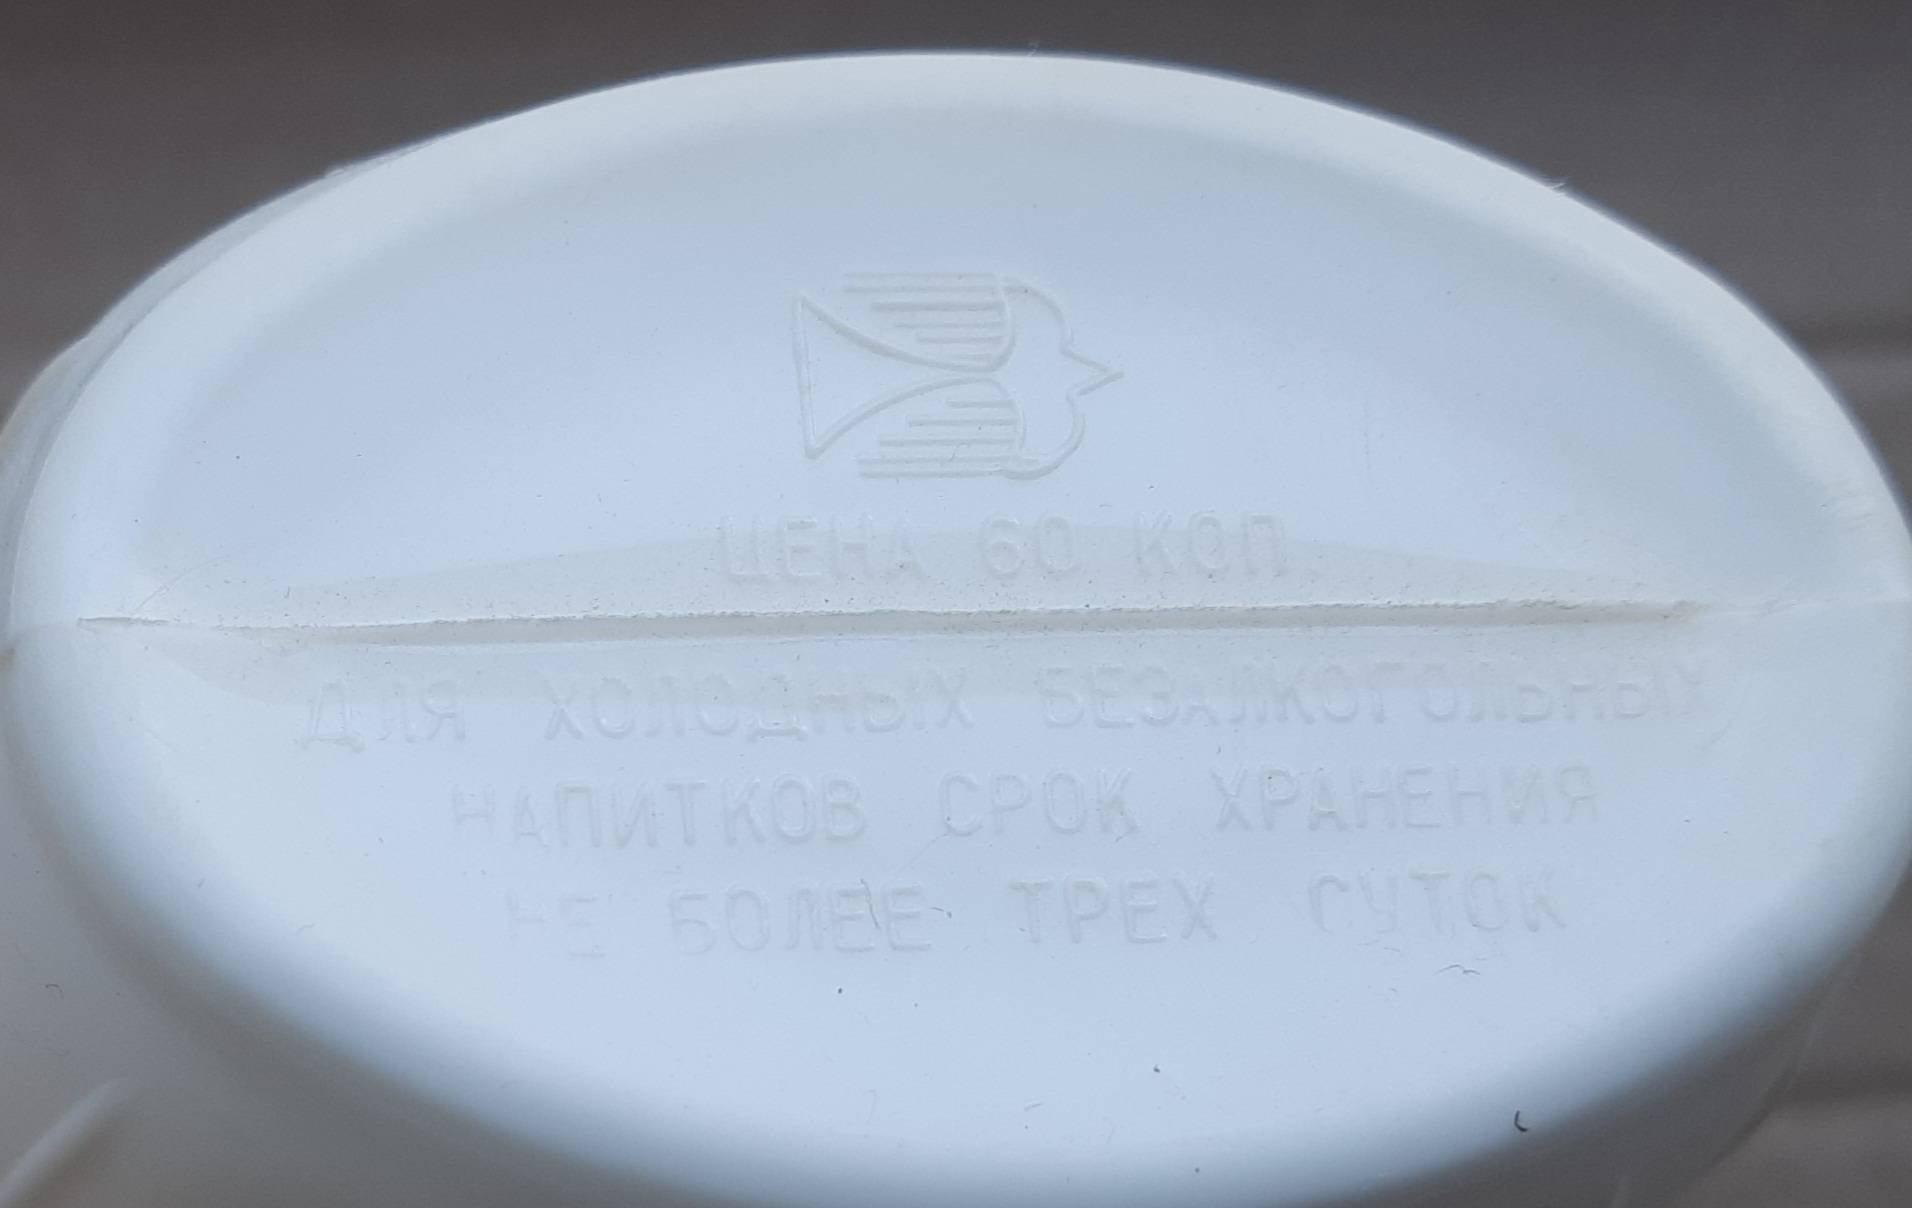 ЦЕНА 60 КОП.
ДЛЯ ХОЛОДНЫХ БЕЗАЛКОГОЛЬНЫХ
НАПИТКОВ СРОК ХРАНЕНИЯ
НЕ БОЛЕЕ ТРЕХ СУТОК